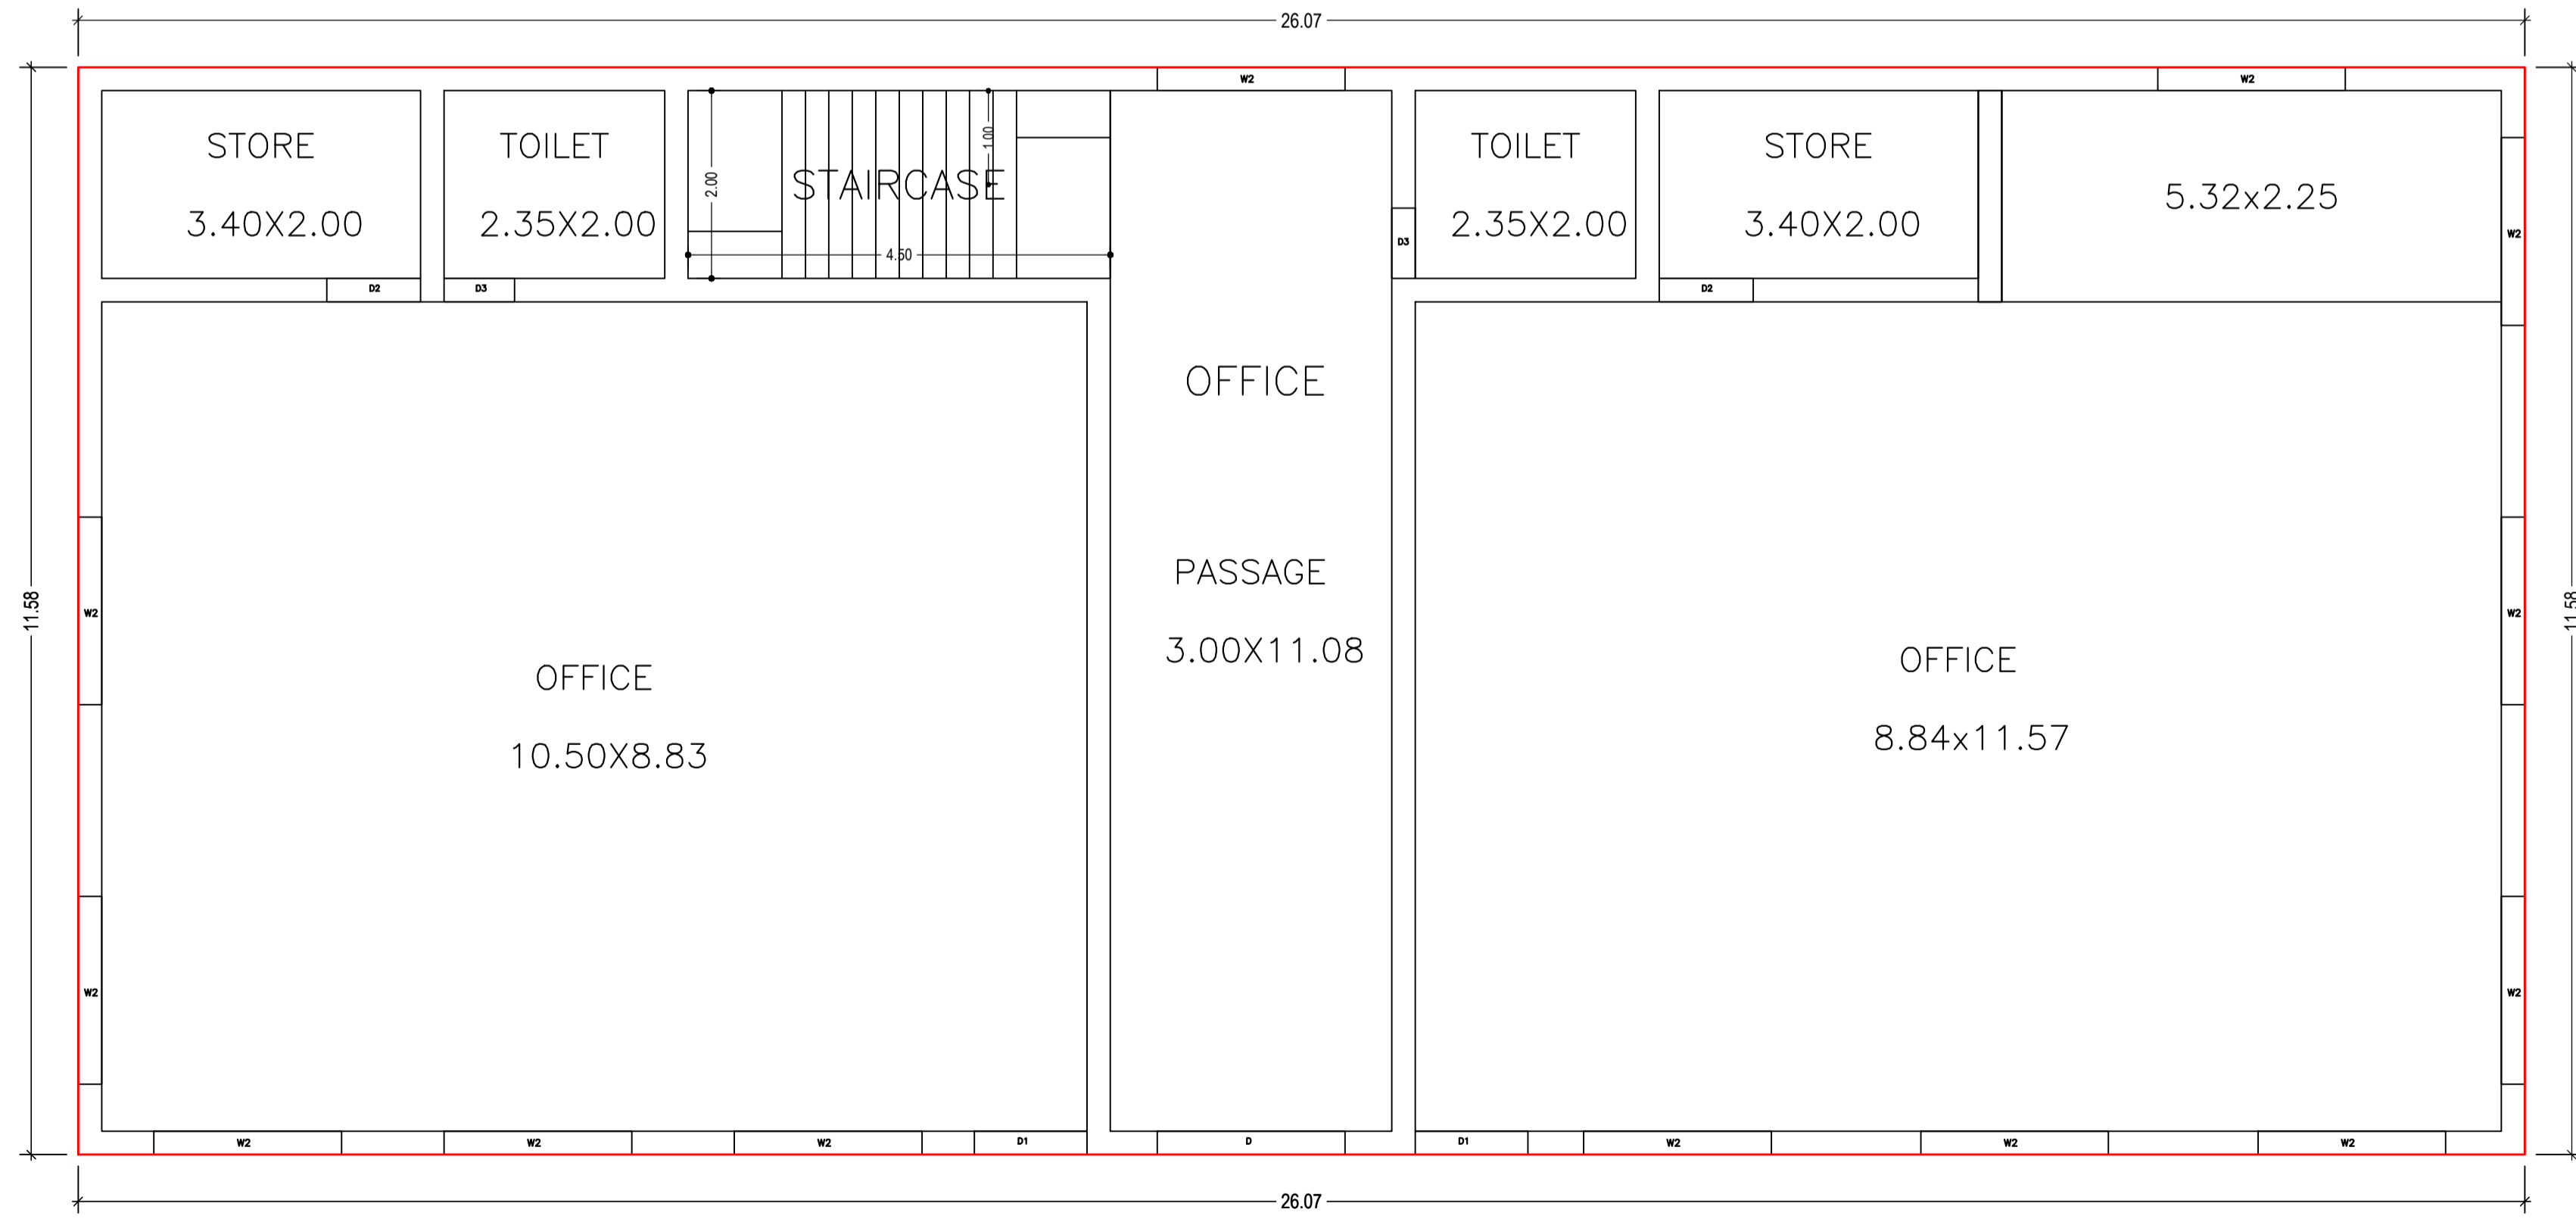 26.07
W2
W2
STORE
3.40X2.00
TOILET
2.35X2.00
2.00
STAIRCASE
1.00
4.50
TOILET
2.35X2.00
D3
STORE
3.40X2.00
5.32x2.25
W2
D2
D3
D2
OFFICE
PASSAGE
3.00X11.08
11.58
W2
OFFICE
10.50X8.83
OFFICE
8.84x11.57
W2
11.58
W2
W2
W2
W2
W2
D1
D
D1
W2
W2
W2
26.07